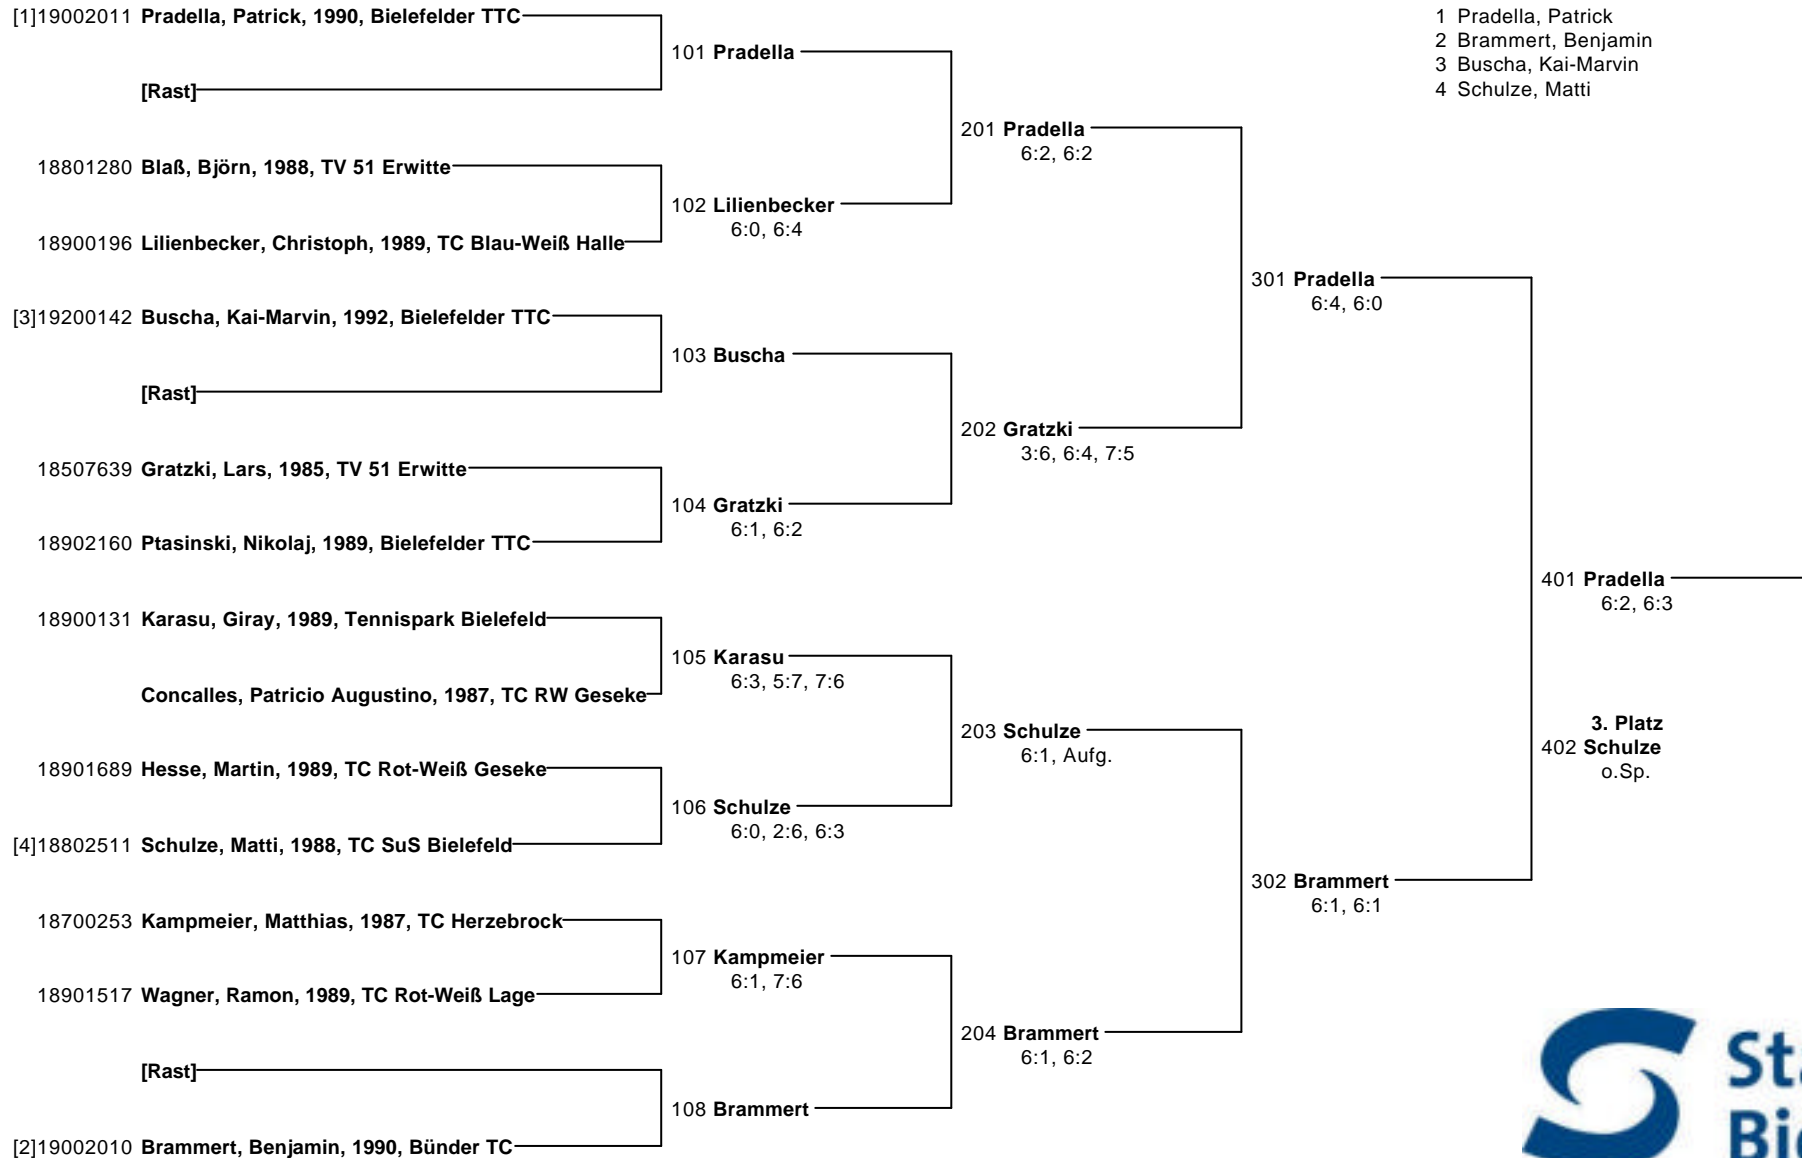 [1]19002011 Pradella, Patrick, 1990, Bielefelder TTC
[Rast]
18801280 Blaß, Björn, 1988, TV 51 Erwitte
18900196 Lilienbecker, Christoph, 1989, TC Blau-Weiß Halle
[3]19200142 Buscha, Kai-Marvin, 1992, Bielefelder TTC
[Rast]
18507639 Gratzki, Lars, 1985, TV 51 Erwitte
18902160 Ptasinski, Nikolaj, 1989, Bielefelder TTC
18900131 Karasu, Giray, 1989, Tennispark Bielefeld
Concalles, Patricio Augustino, 1987, TC RW Geseke
18901689 Hesse, Martin, 1989, TC Rot-Weiß Geseke
[4]18802511 Schulze, Matti, 1988, TC SuS Bielefeld
18700253 Kampmeier, Matthias, 1987, TC Herzebrock
18901517 Wagner, Ramon, 1989, TC Rot-Weiß Lage
[Rast]
[2]19002010 Brammert, Benjamin, 1990, Bünder TC
101 Pradella
102 Lilienbecker
6:0, 6:4
103 Buscha
104 Gratzki
6:1, 6:2
105 Karasu
6:3, 5:7, 7:6
106 Schulze
6:0, 2:6, 6:3
107 Kampmeier
6:1, 7:6
108 Brammert
201 Pradella
6:2, 6:2
202 Gratzki
3:6, 6:4, 7:5
203 Schulze
6:1, Aufg.
204 Brammert
6:1, 6:2
301 Pradella
6:4, 6:0
302 Brammert
6:1, 6:1
401 Pradella
6:2, 6:3
3. Platz
402 Schulze
o.Sp.
1 Pradella, Patrick
2 Brammert, Benjamin
3 Buscha, Kai-Marvin
4 Schulze, Matti